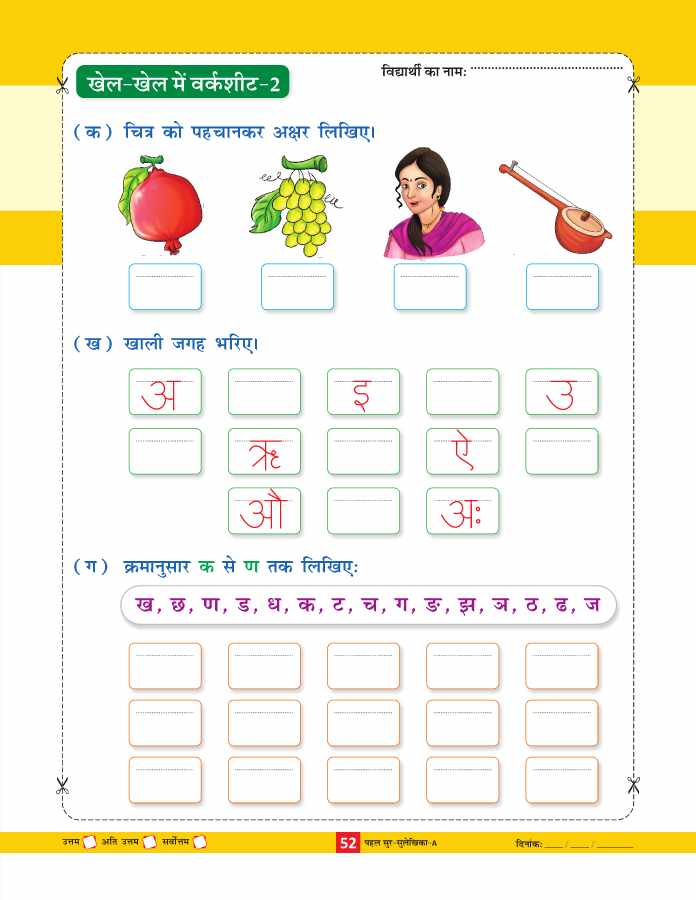 विद्यार्थी का नाम:
खेल-खेल में वर्कशीट-2
(क) चित्र को पहचानकर अक्षर लिखिए।
(ख) खाली जगह भरिए।
अ इ उ
ऋ ऐ
औ अः
(ग) क्रमानुसार क से ण तक लिखिए:
ख, छ, ण, ड, ध, क, ट, च, ग, ङ, झ, ञ, ठ, ढ, ज
उत्तम अति उत्तम सर्वोत्तम 52 पहल सुर-सुलेखिका-A दिनांक: ___ / ___ / ______